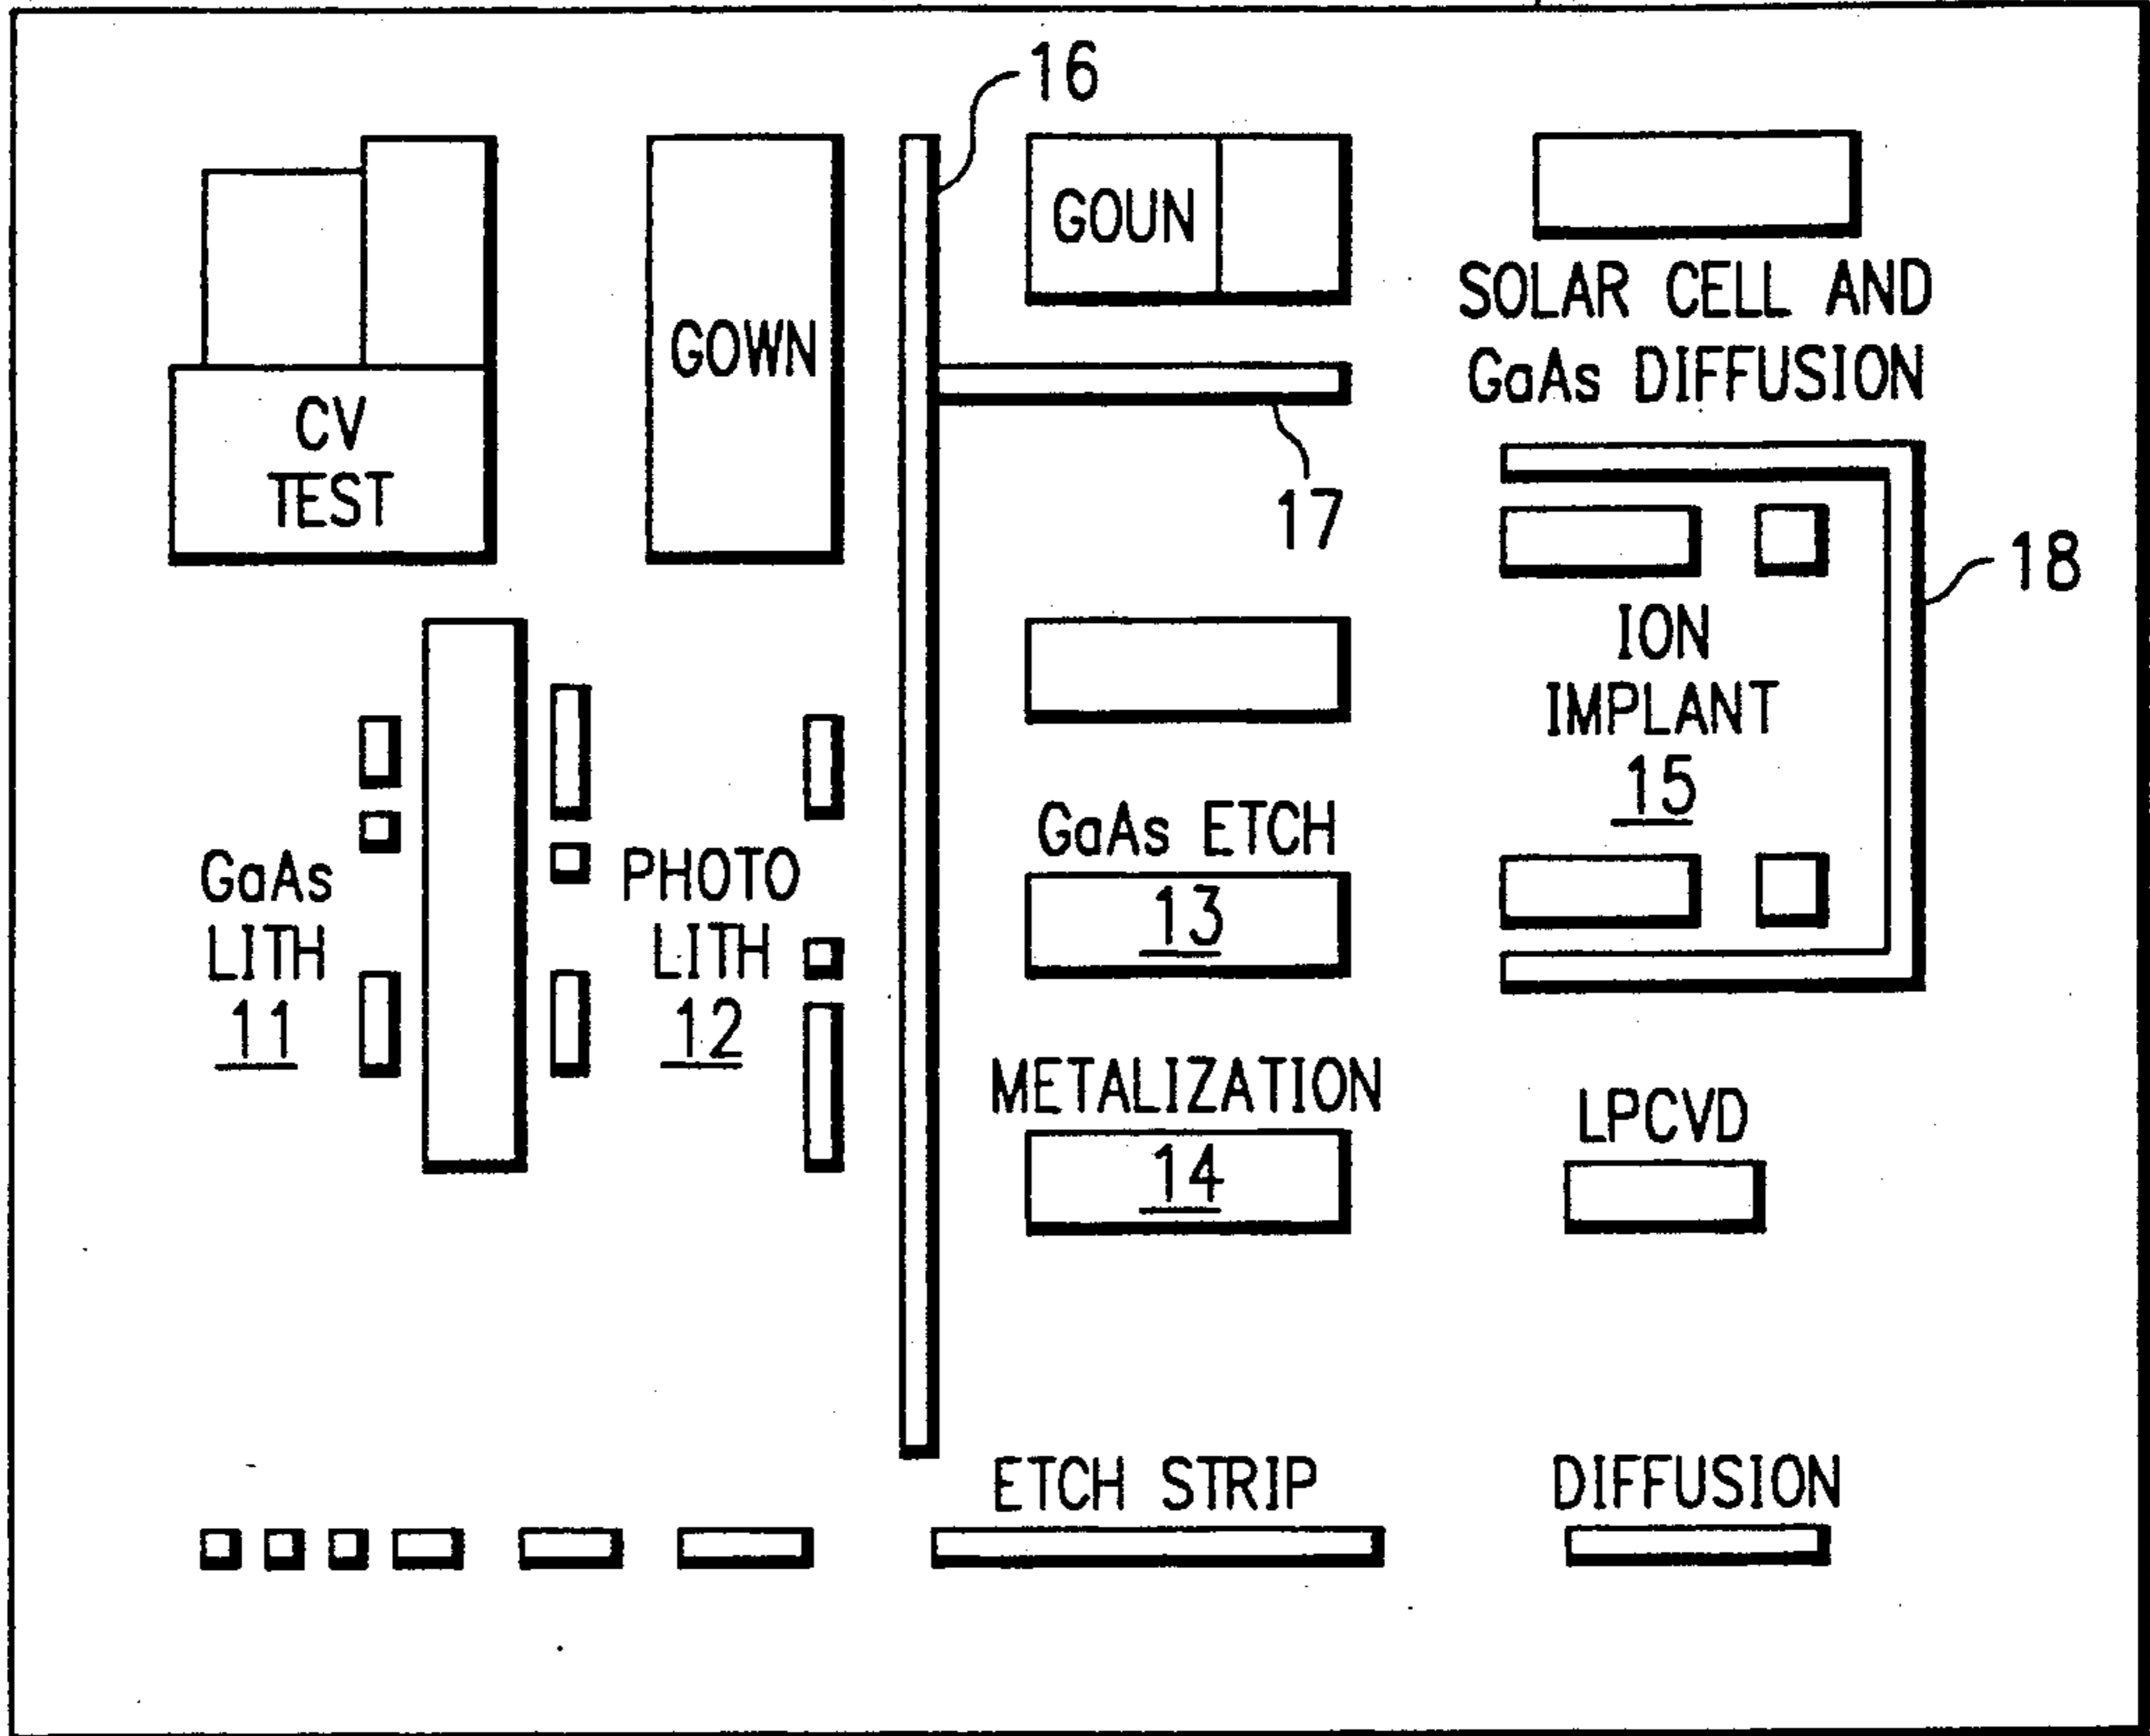 16
GOUN
GOWN
SOLAR CELL AND
GaAs DIFFUSION
CV
TEST
17
18
ION
IMPLANT
15
GaAs ETCH
13
GaAs
LITH
11
PHOTO
LITH
12
METALIZATION
14
LPCVD
ETCH STRIP
DIFFUSION